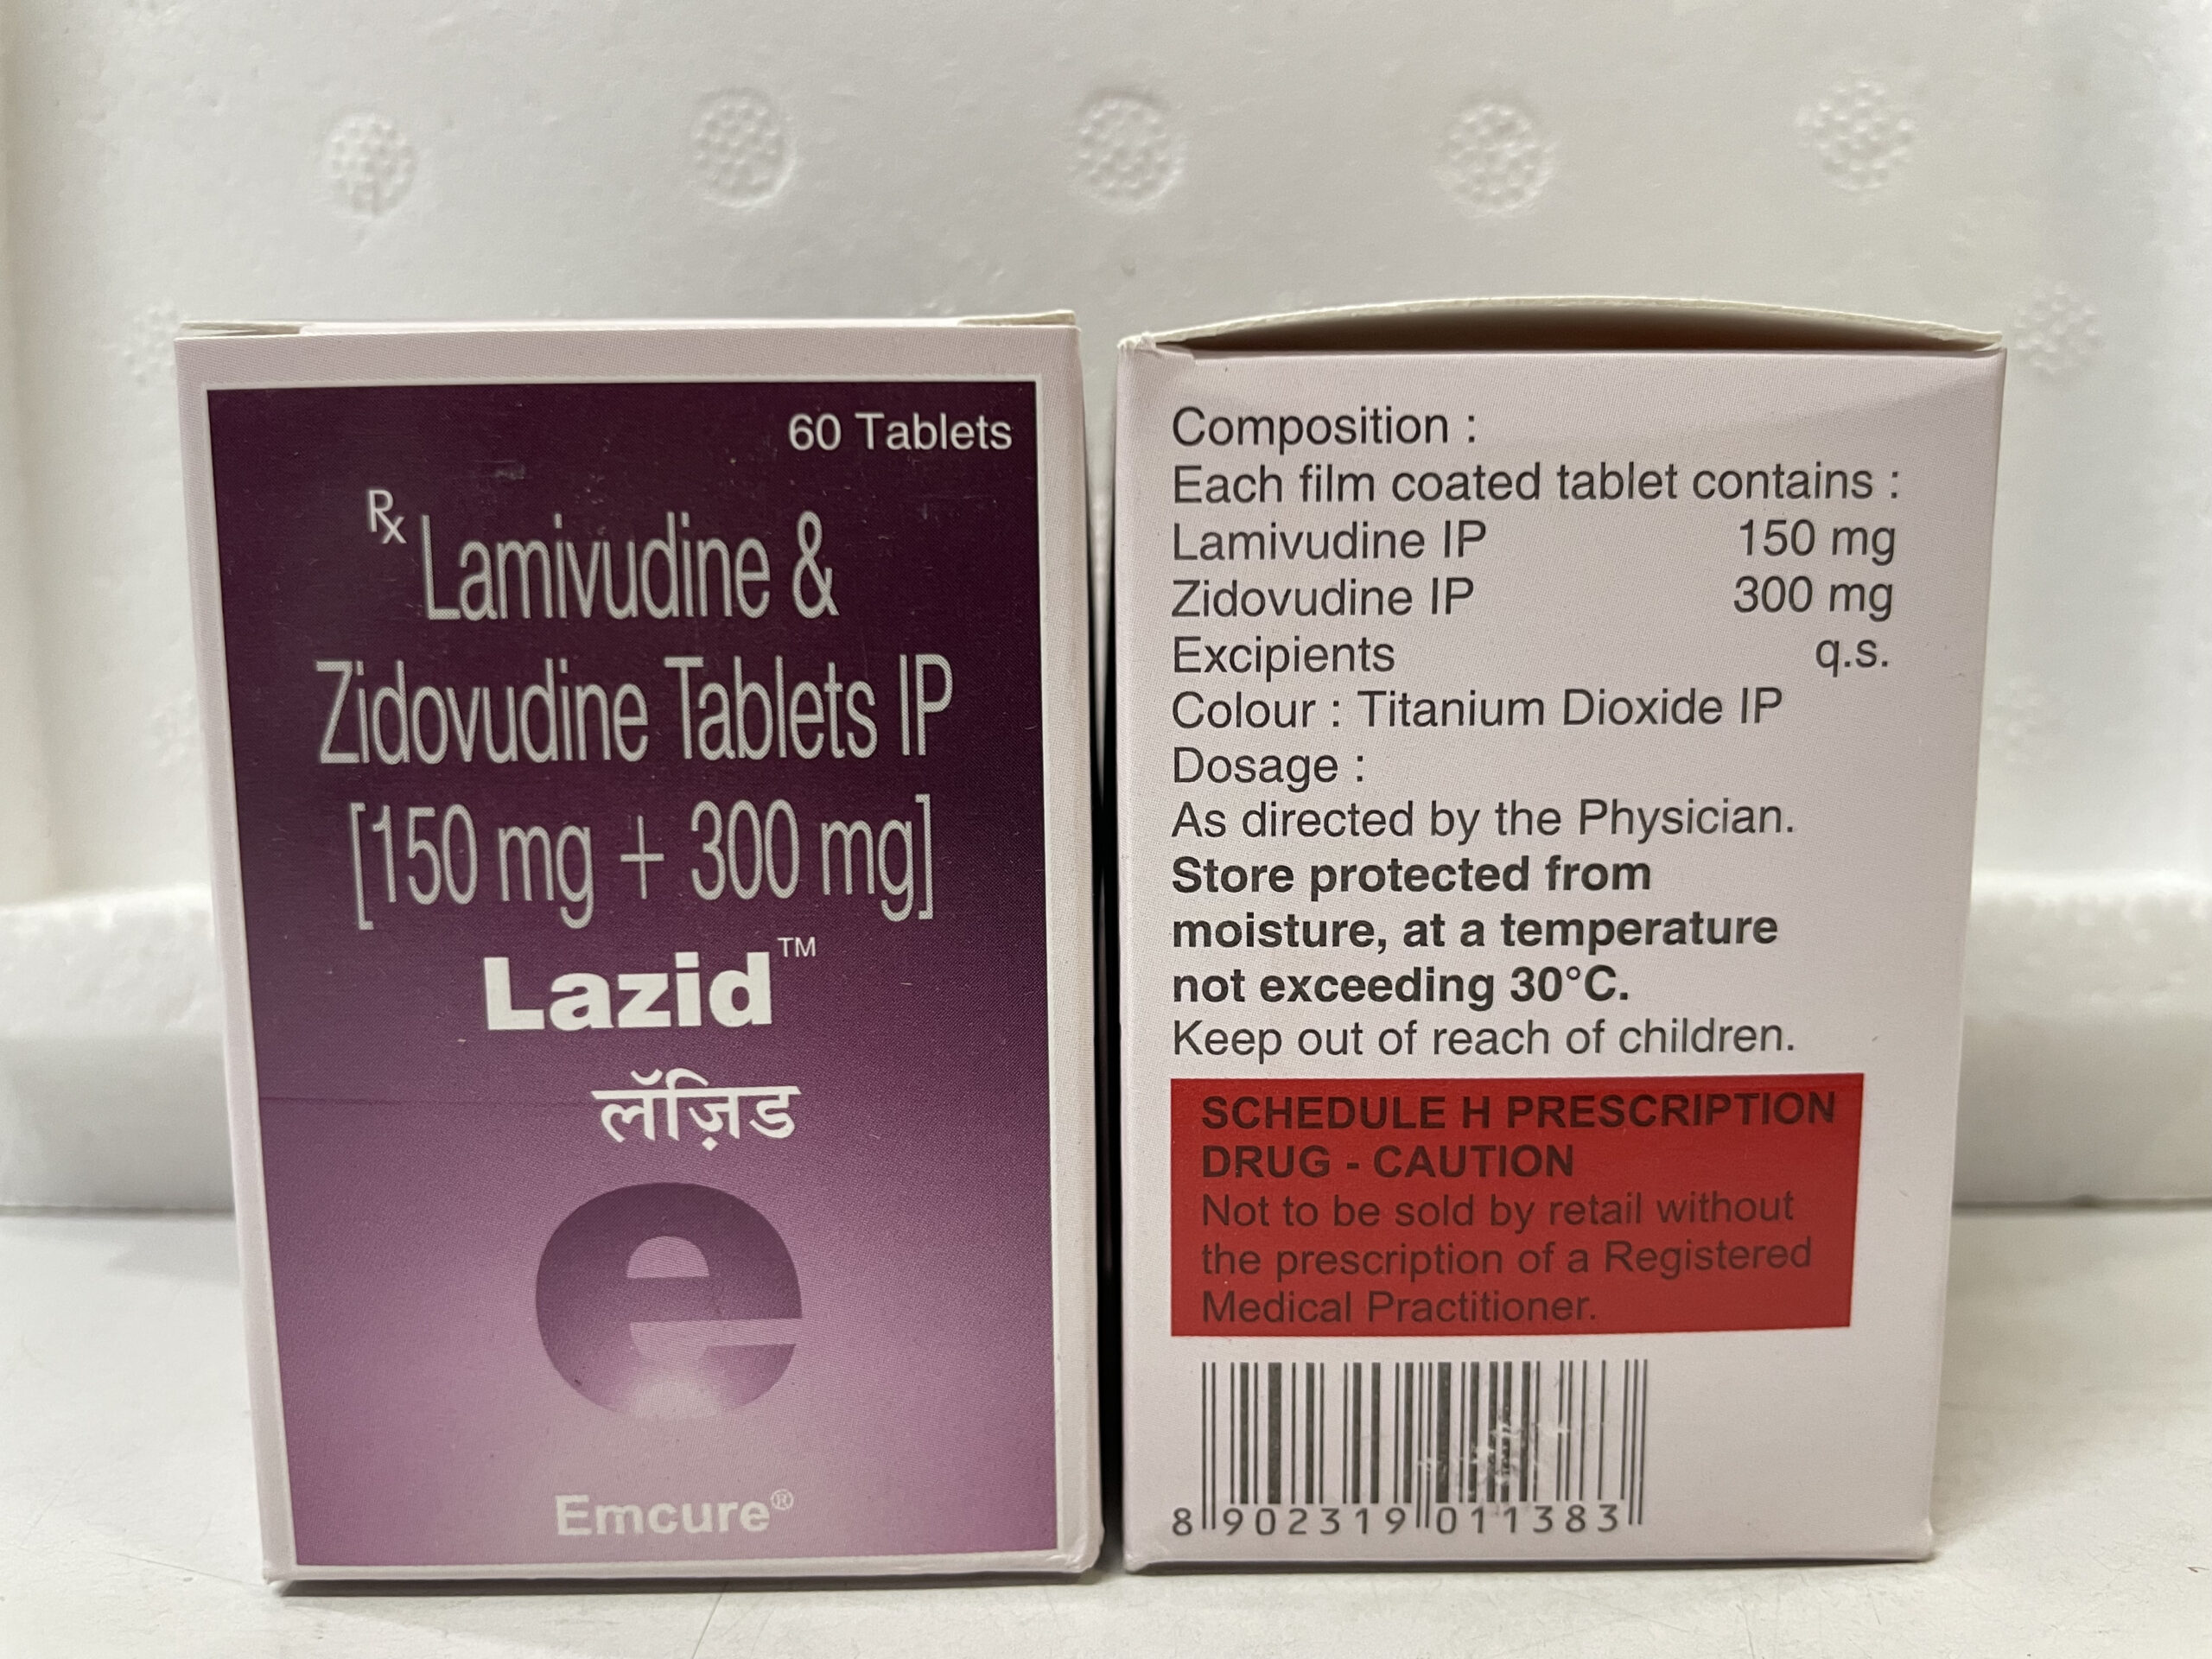 60 Tablets
Rx Lamivudine &
Zidovudine Tablets IP
[150 mg + 300 mg]
Lazid™
लॅज़िड
e
Emcure®
Composition :
Each film coated tablet contains :
Lamivudine IP 150 mg
Zidovudine IP 300 mg
Excipients q.s.
Colour : Titanium Dioxide IP
Dosage :
As directed by the Physician.
Store protected from
moisture, at a temperature
not exceeding 30°C.
Keep out of reach of children.
SCHEDULE H PRESCRIPTION
DRUG - CAUTION
Not to be sold by retail without
the prescription of a Registered
Medical Practitioner.
8 902319 011383